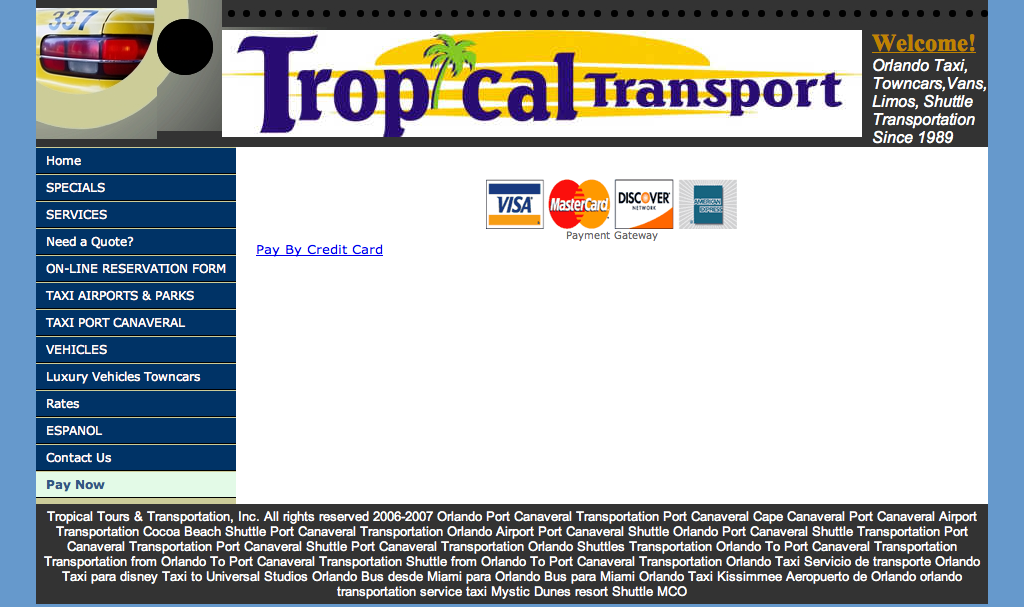 337
Tropical Transport
Welcome!
Orlando Taxi,
Towncars,Vans,
Limos, Shuttle
Transportation
Since 1989
Home
SPECIALS
SERVICES
Need a Quote?
ON-LINE RESERVATION FORM
TAXI AIRPORTS & PARKS
TAXI PORT CANAVERAL
VEHICLES
Luxury Vehicles Towncars
Rates
ESPANOL
Contact Us
Pay Now
VISA MasterCard DISCOVER NETWORK AMERICAN EXPRESS
Payment Gateway
Pay By Credit Card
Tropical Tours & Transportation, Inc. All rights reserved 2006-2007 Orlando Port Canaveral Transportation Port Canaveral Cape Canaveral Port Canaveral Airport
Transportation Cocoa Beach Shuttle Port Canaveral Transportation Orlando Airport Port Canaveral Shuttle Orlando Port Canaveral Shuttle Transportation Port
Canaveral Transportation Port Canaveral Shuttle Port Canaveral Transportation Orlando Shuttles Transportation Orlando To Port Canaveral Transportation
Transportation from Orlando To Port Canaveral Transportation Shuttle from Orlando To Port Canaveral Transportation Orlando Taxi Servicio de transporte Orlando
Taxi para disney Taxi to Universal Studios Orlando Bus desde Miami para Orlando Bus para Miami Orlando Taxi Kissimmee Aeropuerto de Orlando orlando
transportation service taxi Mystic Dunes resort Shuttle MCO